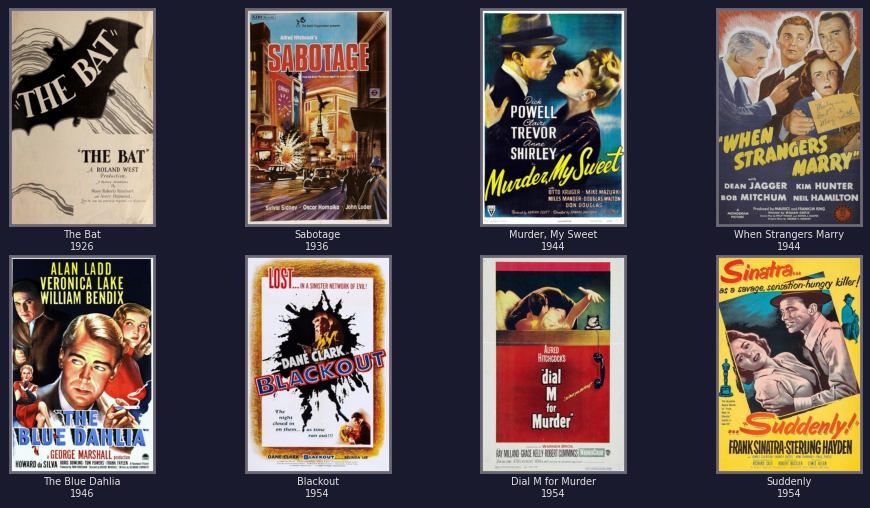 "THE BAT"
"THE BAT"
A ROLAND WEST
Production
Alfred Hitchcock's
SABOTAGE
Sylvia Sidney · Oscar Homolka · John Loder
Dick
POWELL
Claire
TREVOR
Anne
SHIRLEY
Murder, My Sweet
OTTO KRUGER · MIKE MAZURKI
MILES MANDER · DOUGLAS WALTON
DON DOUGLAS
"WHEN
STRANGERS
MARRY"
with
DEAN JAGGER KIM HUNTER
BOB MITCHUM NEIL HAMILTON
The Bat
1926
Sabotage
1936
Murder, My Sweet
1944
When Strangers Marry
1944
ALAN LADD
VERONICA LAKE
WILLIAM BENDIX
THE
BLUE DAHLIA
A GEORGE MARSHALL production
HOWARD da SILVA
LOST... IN A SINISTER NETWORK OF EVIL!
DANE CLARK
BLACKOUT
The
night
closed in
on them... as time
ran out!!!
DANE CLARK BLACKOUT BELINDA LEE
ALFRED
HITCHCOCK'S
"dial
M
for
Murder"
RAY MILLAND · GRACE KELLY · ROBERT CUMMINGS
Sinatra...
as a savage, sensation-hungry killer!
...Suddenly!
FRANK SINATRA · STERLING HAYDEN
The Blue Dahlia
1946
Blackout
1954
Dial M for Murder
1954
Suddenly
1954